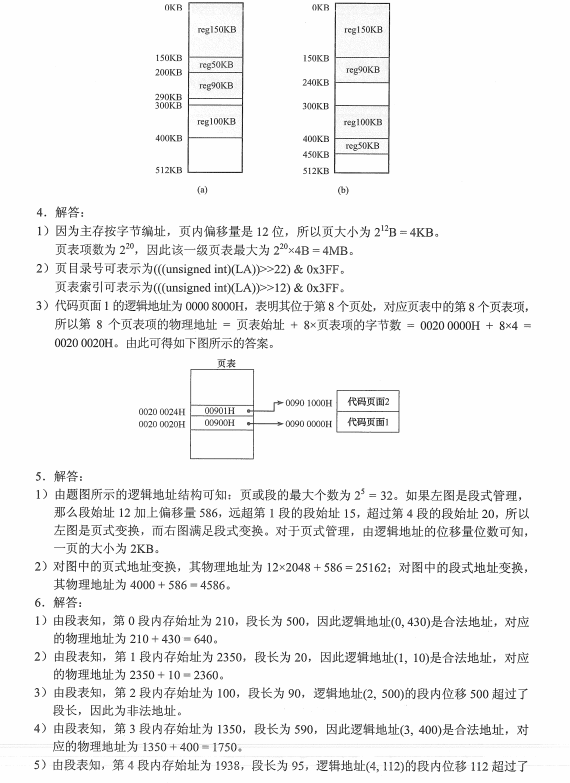 0KB
reg150KB
150KB
reg50KB
200KB
reg90KB
290KB
300KB
reg100KB
400KB
512KB
(a)
0KB
reg150KB
150KB
reg90KB
240KB
300KB
reg100KB
400KB
reg50KB
450KB
512KB
(b)
4．解答：
1）因为主存按字节编址，页内偏移量是 12 位，所以页大小为 2¹²B = 4KB。
页表项数为 2²⁰，因此该一级页表最大为 2²⁰×4B = 4MB。
2）页目录号可表示为(((unsigned int)(LA))>>22) & 0x3FF。
页表索引可表示为(((unsigned int)(LA))>>12) & 0x3FF。
3）代码页面 1 的逻辑地址为 0000 8000H，表明其位于第 8 个页处，对应页表中的第 8 个页表项，
所以第 8 个页表项的物理地址 = 页表始址 + 8×页表项的字节数 = 0020 0000H + 8×4 =
0020 0020H。由此可得如下图所示的答案。
页表
0020 0024H 00901H 0090 1000H 代码页面2
0020 0020H 00900H 0090 0000H 代码页面1
5．解答：
1）由题图所示的逻辑地址结构可知：页或段的最大个数为 2⁵ = 32。如果左图是段式管理，
那么段始址 12 加上偏移量 586，远超第 1 段的段始址 15，超过第 4 段的段始址 20，所以
左图是页式变换，而右图满足段式变换。对于页式管理，由逻辑地址的位移量位数可知，
一页的大小为 2KB。
2）对图中的页式地址变换，其物理地址为 12×2048 + 586 = 25162；对图中的段式地址变换，
其物理地址为 4000 + 586 = 4586。
6．解答：
1）由段表知，第 0 段内存始址为 210，段长为 500，因此逻辑地址(0, 430)是合法地址，对应
的物理地址为 210 + 430 = 640。
2）由段表知，第 1 段内存始址为 2350，段长为 20，因此逻辑地址(1, 10)是合法地址，对应
的物理地址为 2350 + 10 = 2360。
3）由段表知，第 2 段内存始址为 100，段长为 90，逻辑地址(2, 500)的段内位移 500 超过了
段长，因此为非法地址。
4）由段表知，第 3 段内存始址为 1350，段长为 590，因此逻辑地址(3, 400)是合法地址，对
应的物理地址为 1350 + 400 = 1750。
5）由段表知，第 4 段内存始址为 1938，段长为 95，逻辑地址(4, 112)的段内位移 112 超过了